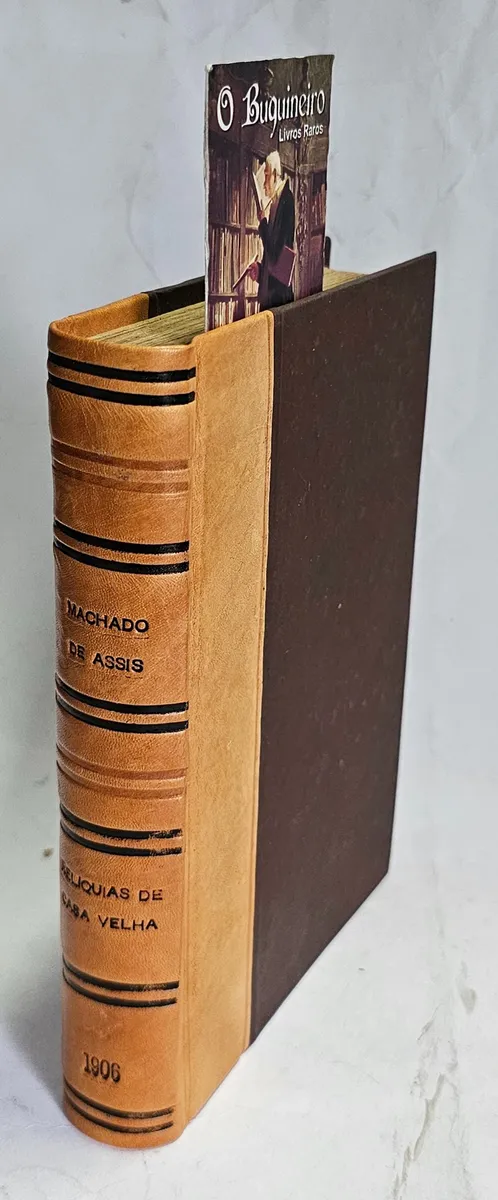 O Buquineiro
Livros Raros
MACHADO
DE ASSIS
RELIQUIAS DE
CASA VELHA
1906